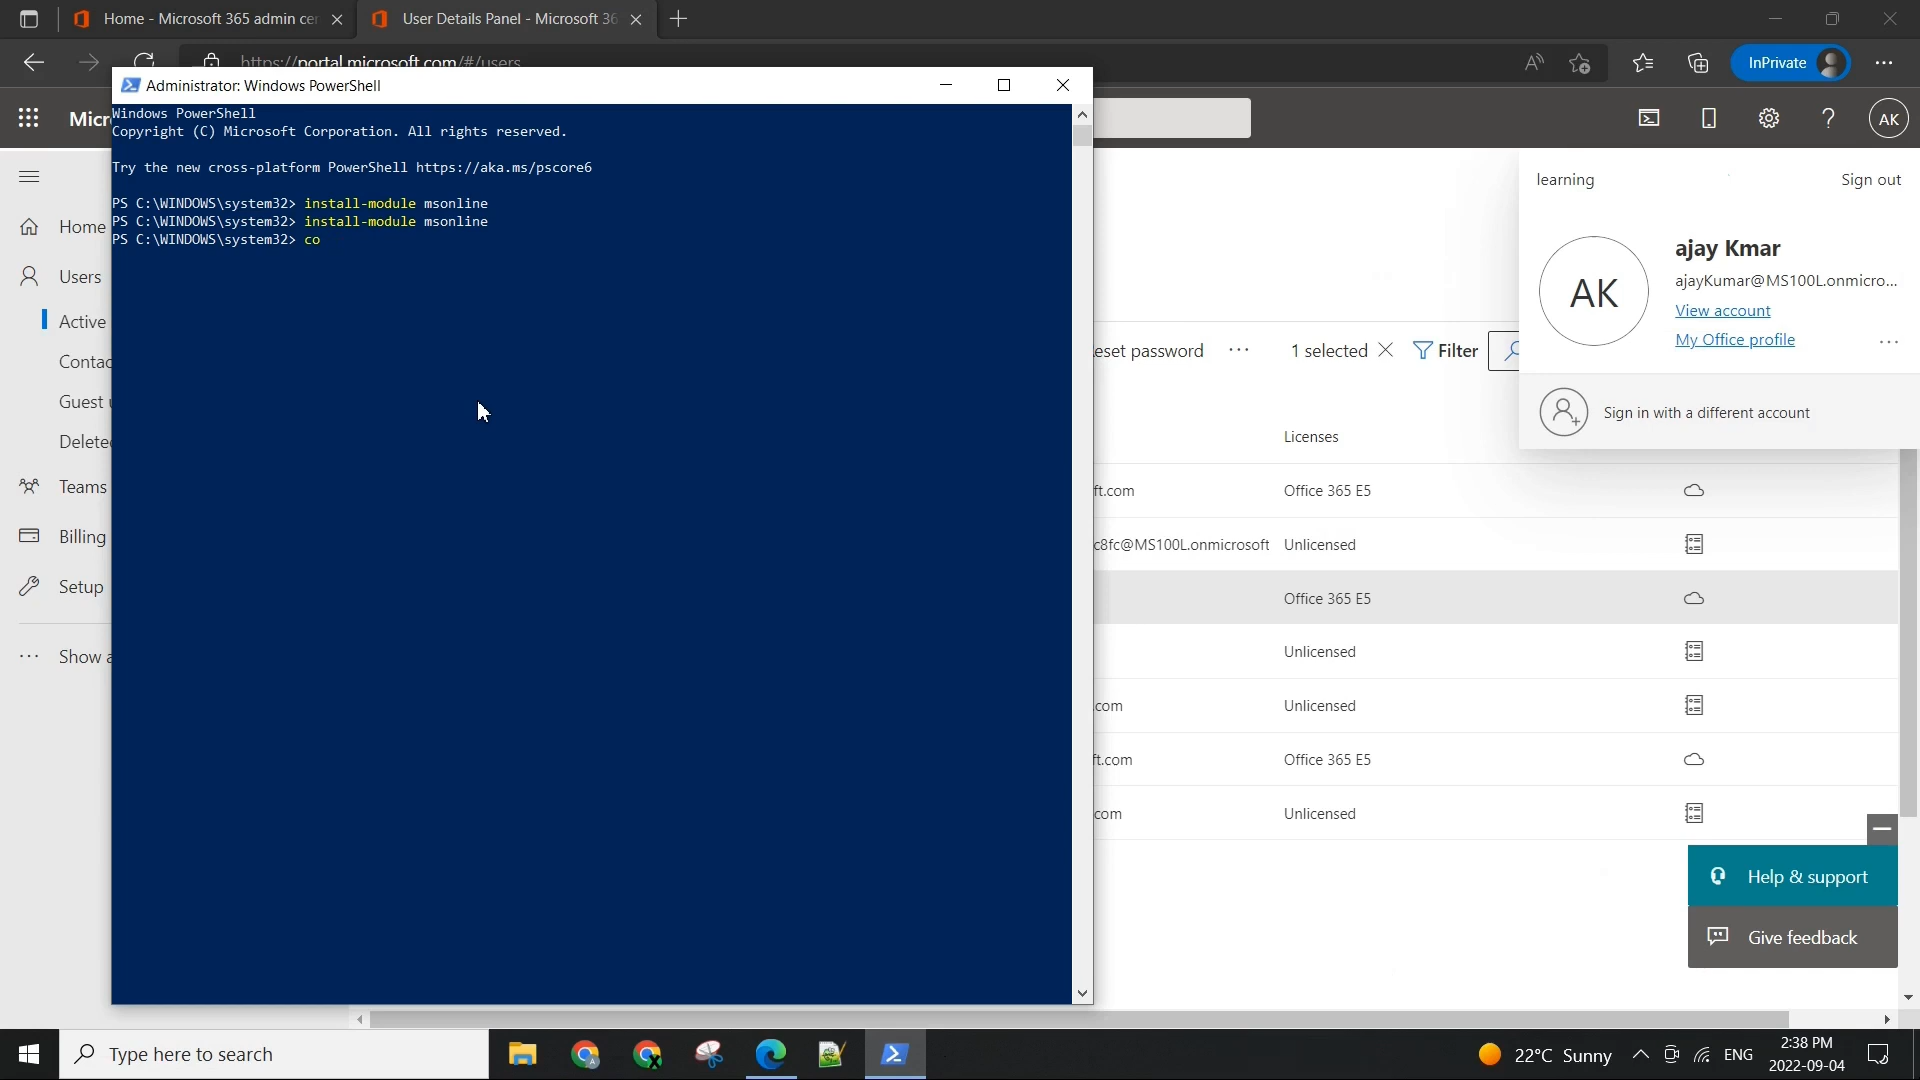 Home - Microsoft 365 admin cer
User Details Panel - Microsoft 36
https://portal.microsoft.com/#/users
InPrivate
Administrator: Windows PowerShell
Micr
AK
Windows PowerShell
Copyright (C) Microsoft Corporation. All rights reserved.
Try the new cross-platform PowerShell https://aka.ms/pscore6
PS C:\WINDOWS\system32> install-module msonline
PS C:\WINDOWS\system32> install-module msonline
PS C:\WINDOWS\system32> co
Home
Users
Active
Contac
Guest u
Delete
Teams
Billing
Setup
Show a
learning
Sign out
AK
ajay Kmar
ajayKumar@MS100L.onmicro...
View account
My Office profile
Sign in with a different account
eset password
1 selected
Filter
Licenses
ft.com
Office 365 E5
c8fc@MS100L.onmicrosoft
Unlicensed
Office 365 E5
Unlicensed
.com
Unlicensed
ft.com
Office 365 E5
com
Unlicensed
Help & support
Give feedback
Type here to search
22°C Sunny
ENG
2:38 PM
2022-09-04